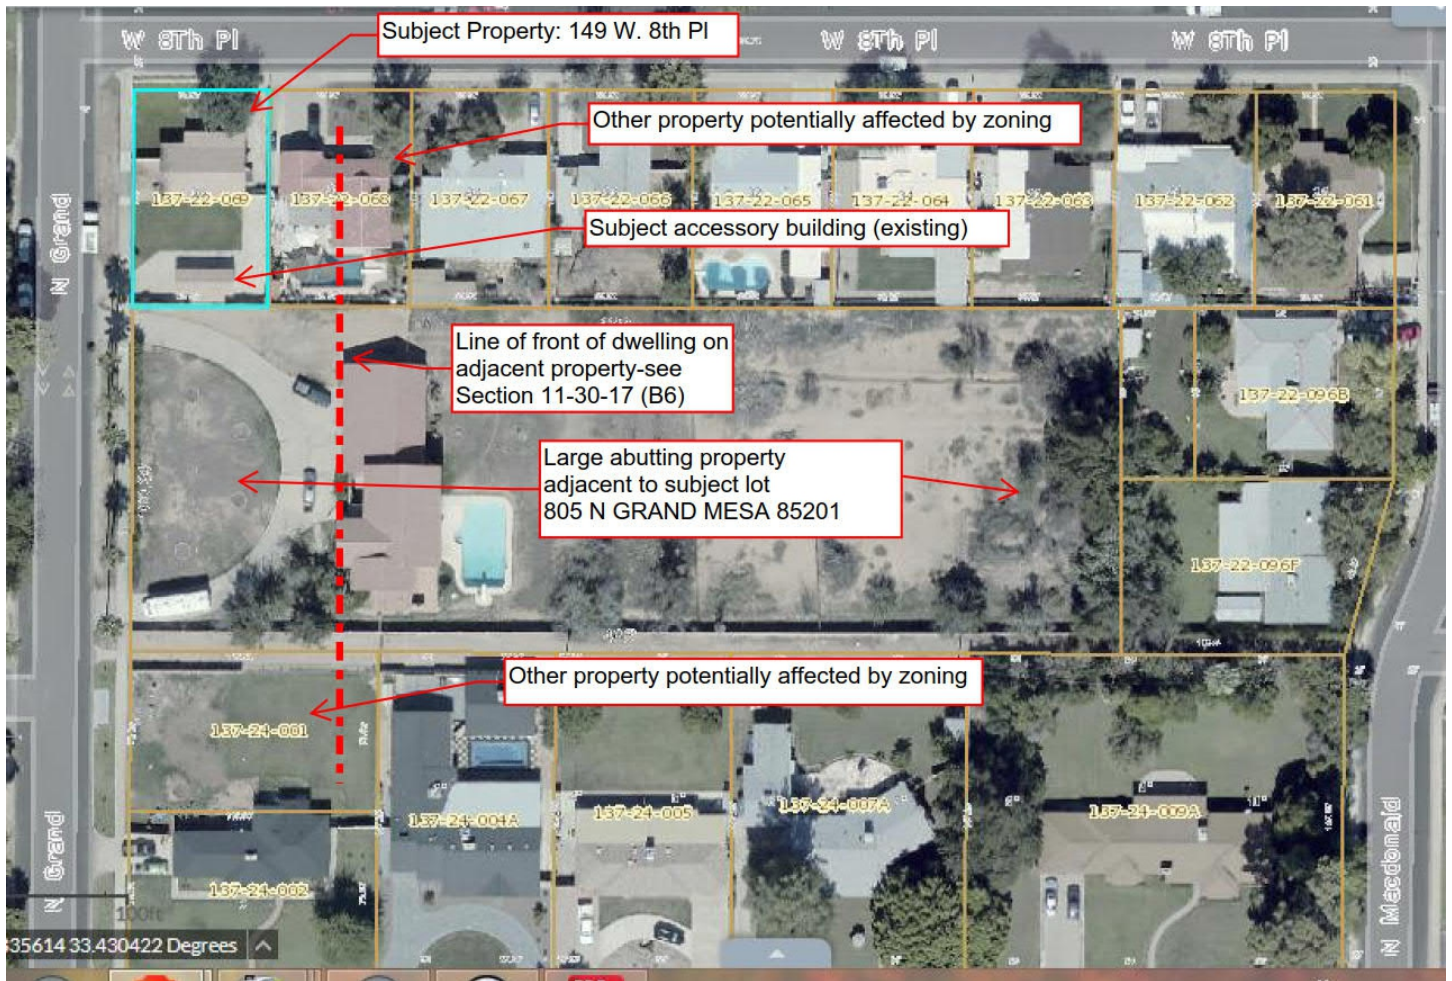 W 8Th Pl
Subject Property: 149 W. 8th Pl
W 8Th Pl
W 8Th Pl
Other property potentially affected by zoning
137-22-069
137-22-068
137-22-067
137-22-066
137-22-065
137-22-064
137-22-063
137-22-062
137-22-061
Subject accessory building (existing)
N Grand
Line of front of dwelling on
adjacent property-see
Section 11-30-17 (B6)
137-22-096B
Large abutting property
adjacent to subject lot
805 N GRAND MESA 85201
137-22-096F
Other property potentially affected by zoning
137-24-001
137-24-004A
137-24-005
137-24-007A
137-24-009A
N Grand
137-24-002
N Macdonald
100ft
35614 33.430422 Degrees